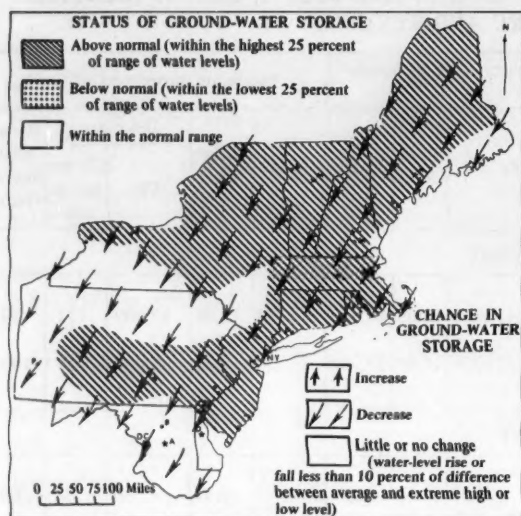 STATUS OF GROUND-WATER STORAGE
Above normal (within the highest 25 percent
of range of water levels)
Below normal (within the lowest 25 percent
of range of water levels)
Within the normal range
N
NY
DC
A
CHANGE IN
GROUND-WATER
STORAGE
Increase
Decrease
Little or no change
(water-level rise or
fall less than 10 percent of difference
between average and extreme high or
low level)
0 25 50 75 100 Miles